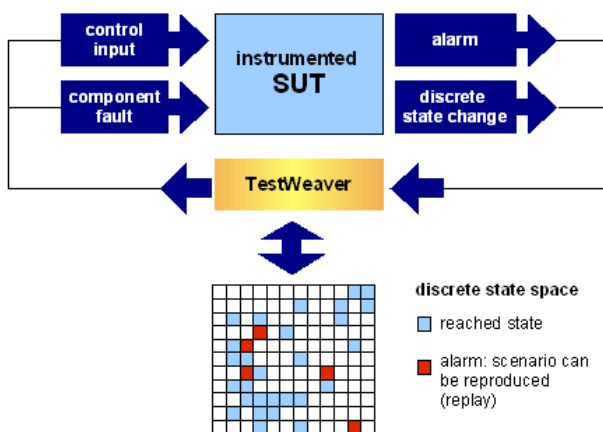 control
input
alarm
instrumented
SUT
component
fault
discrete
state change
TestWeaver
discrete state space
reached state
alarm: scenario can
be reproduced
(replay)